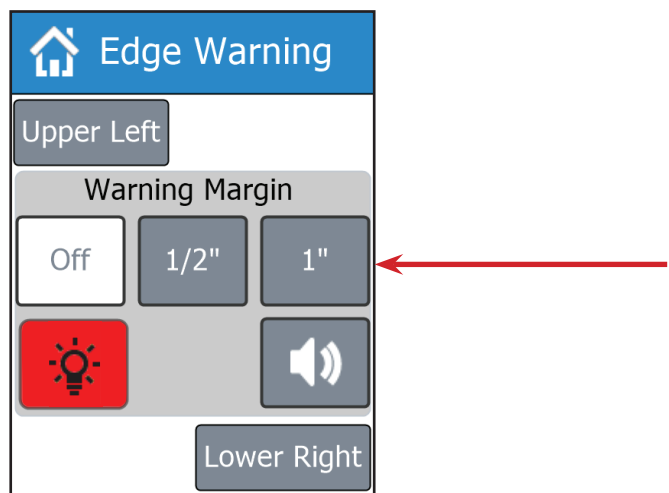 Edge Warning
Upper Left
Warning Margin
Off 1/2" 1"
Lower Right